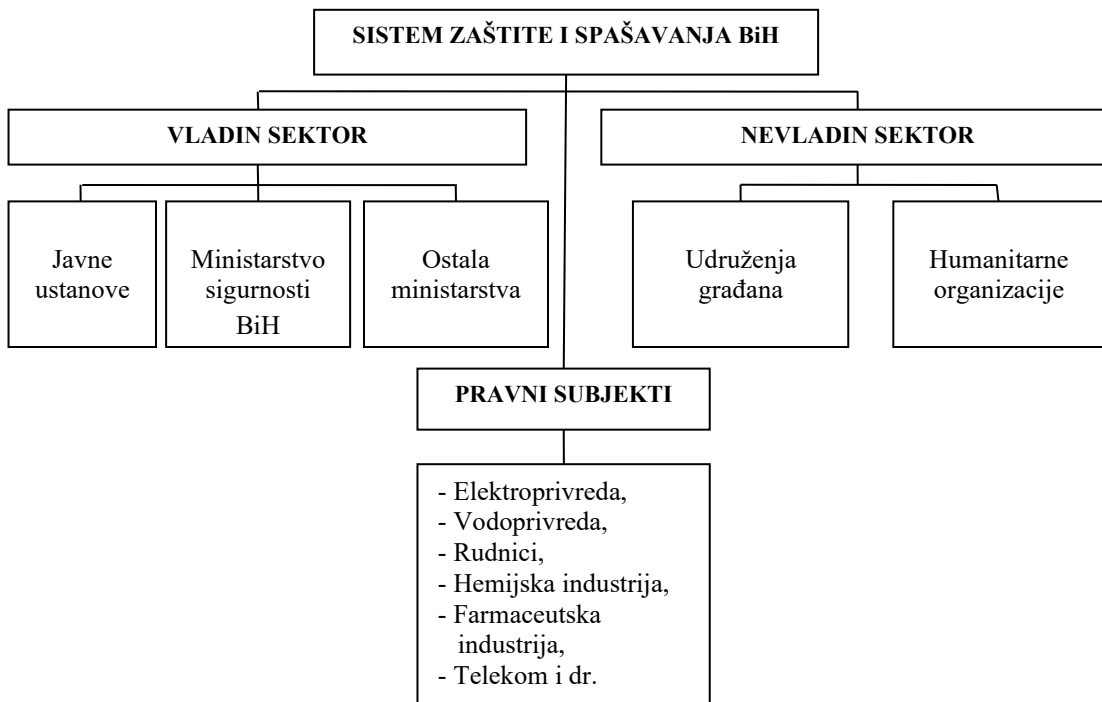 SISTEM ZAŠTITE I SPAŠAVANJA BiH
VLADIN SEKTOR
NEVLADIN SEKTOR
Javne
ustanove
Ministarstvo
sigurnosti
BiH
Ostala
ministarstva
Udruženja
građana
Humanitarne
organizacije
PRAVNI SUBJEKTI
- Elektroprivreda,
- Vodoprivreda,
- Rudnici,
- Hemijska industrija,
- Farmaceutska
industrija,
- Telekom i dr.